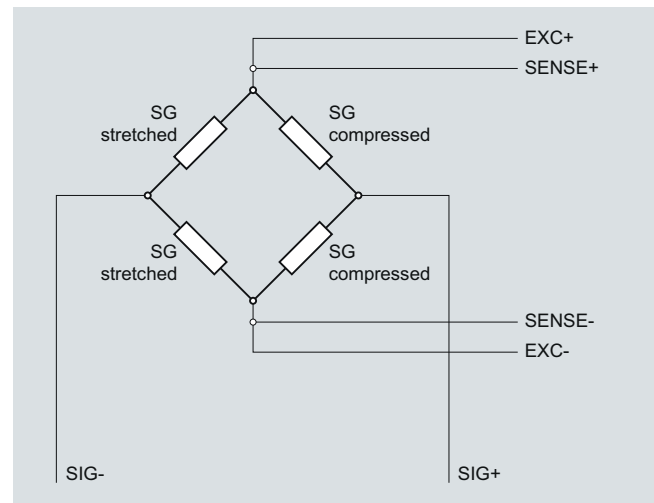 EXC+
SENSE+
SG
stretched
SG
compressed
SG
stretched
SG
compressed
SENSE-
EXC-
SIG-
SIG+